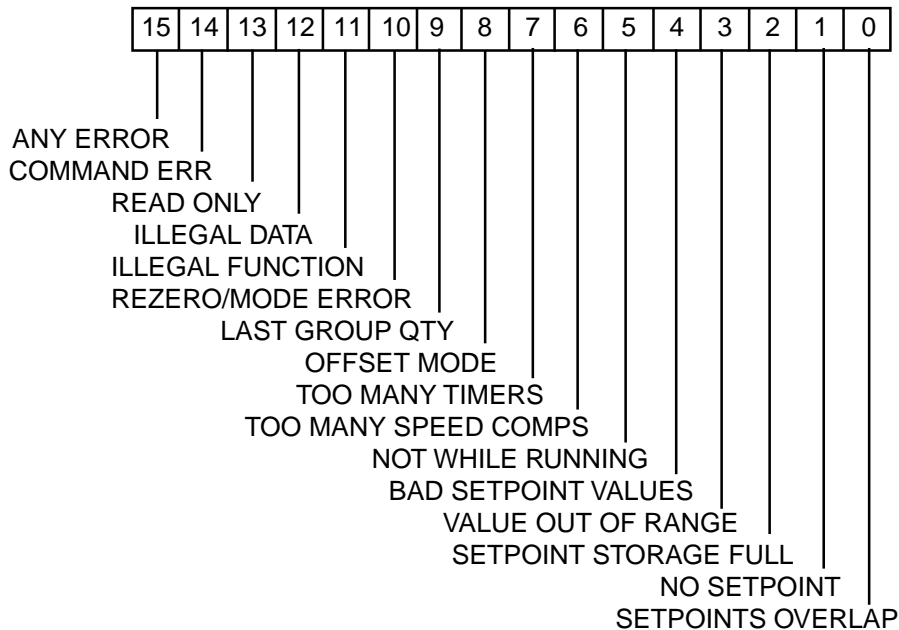 15 14 13 12 11 10 9 8 7 6 5 4 3 2 1 0
ANY ERROR
COMMAND ERR
READ ONLY
ILLEGAL DATA
ILLEGAL FUNCTION
REZERO/MODE ERROR
LAST GROUP QTY
OFFSET MODE
TOO MANY TIMERS
TOO MANY SPEED COMPS
NOT WHILE RUNNING
BAD SETPOINT VALUES
VALUE OUT OF RANGE
SETPOINT STORAGE FULL
NO SETPOINT
SETPOINTS OVERLAP